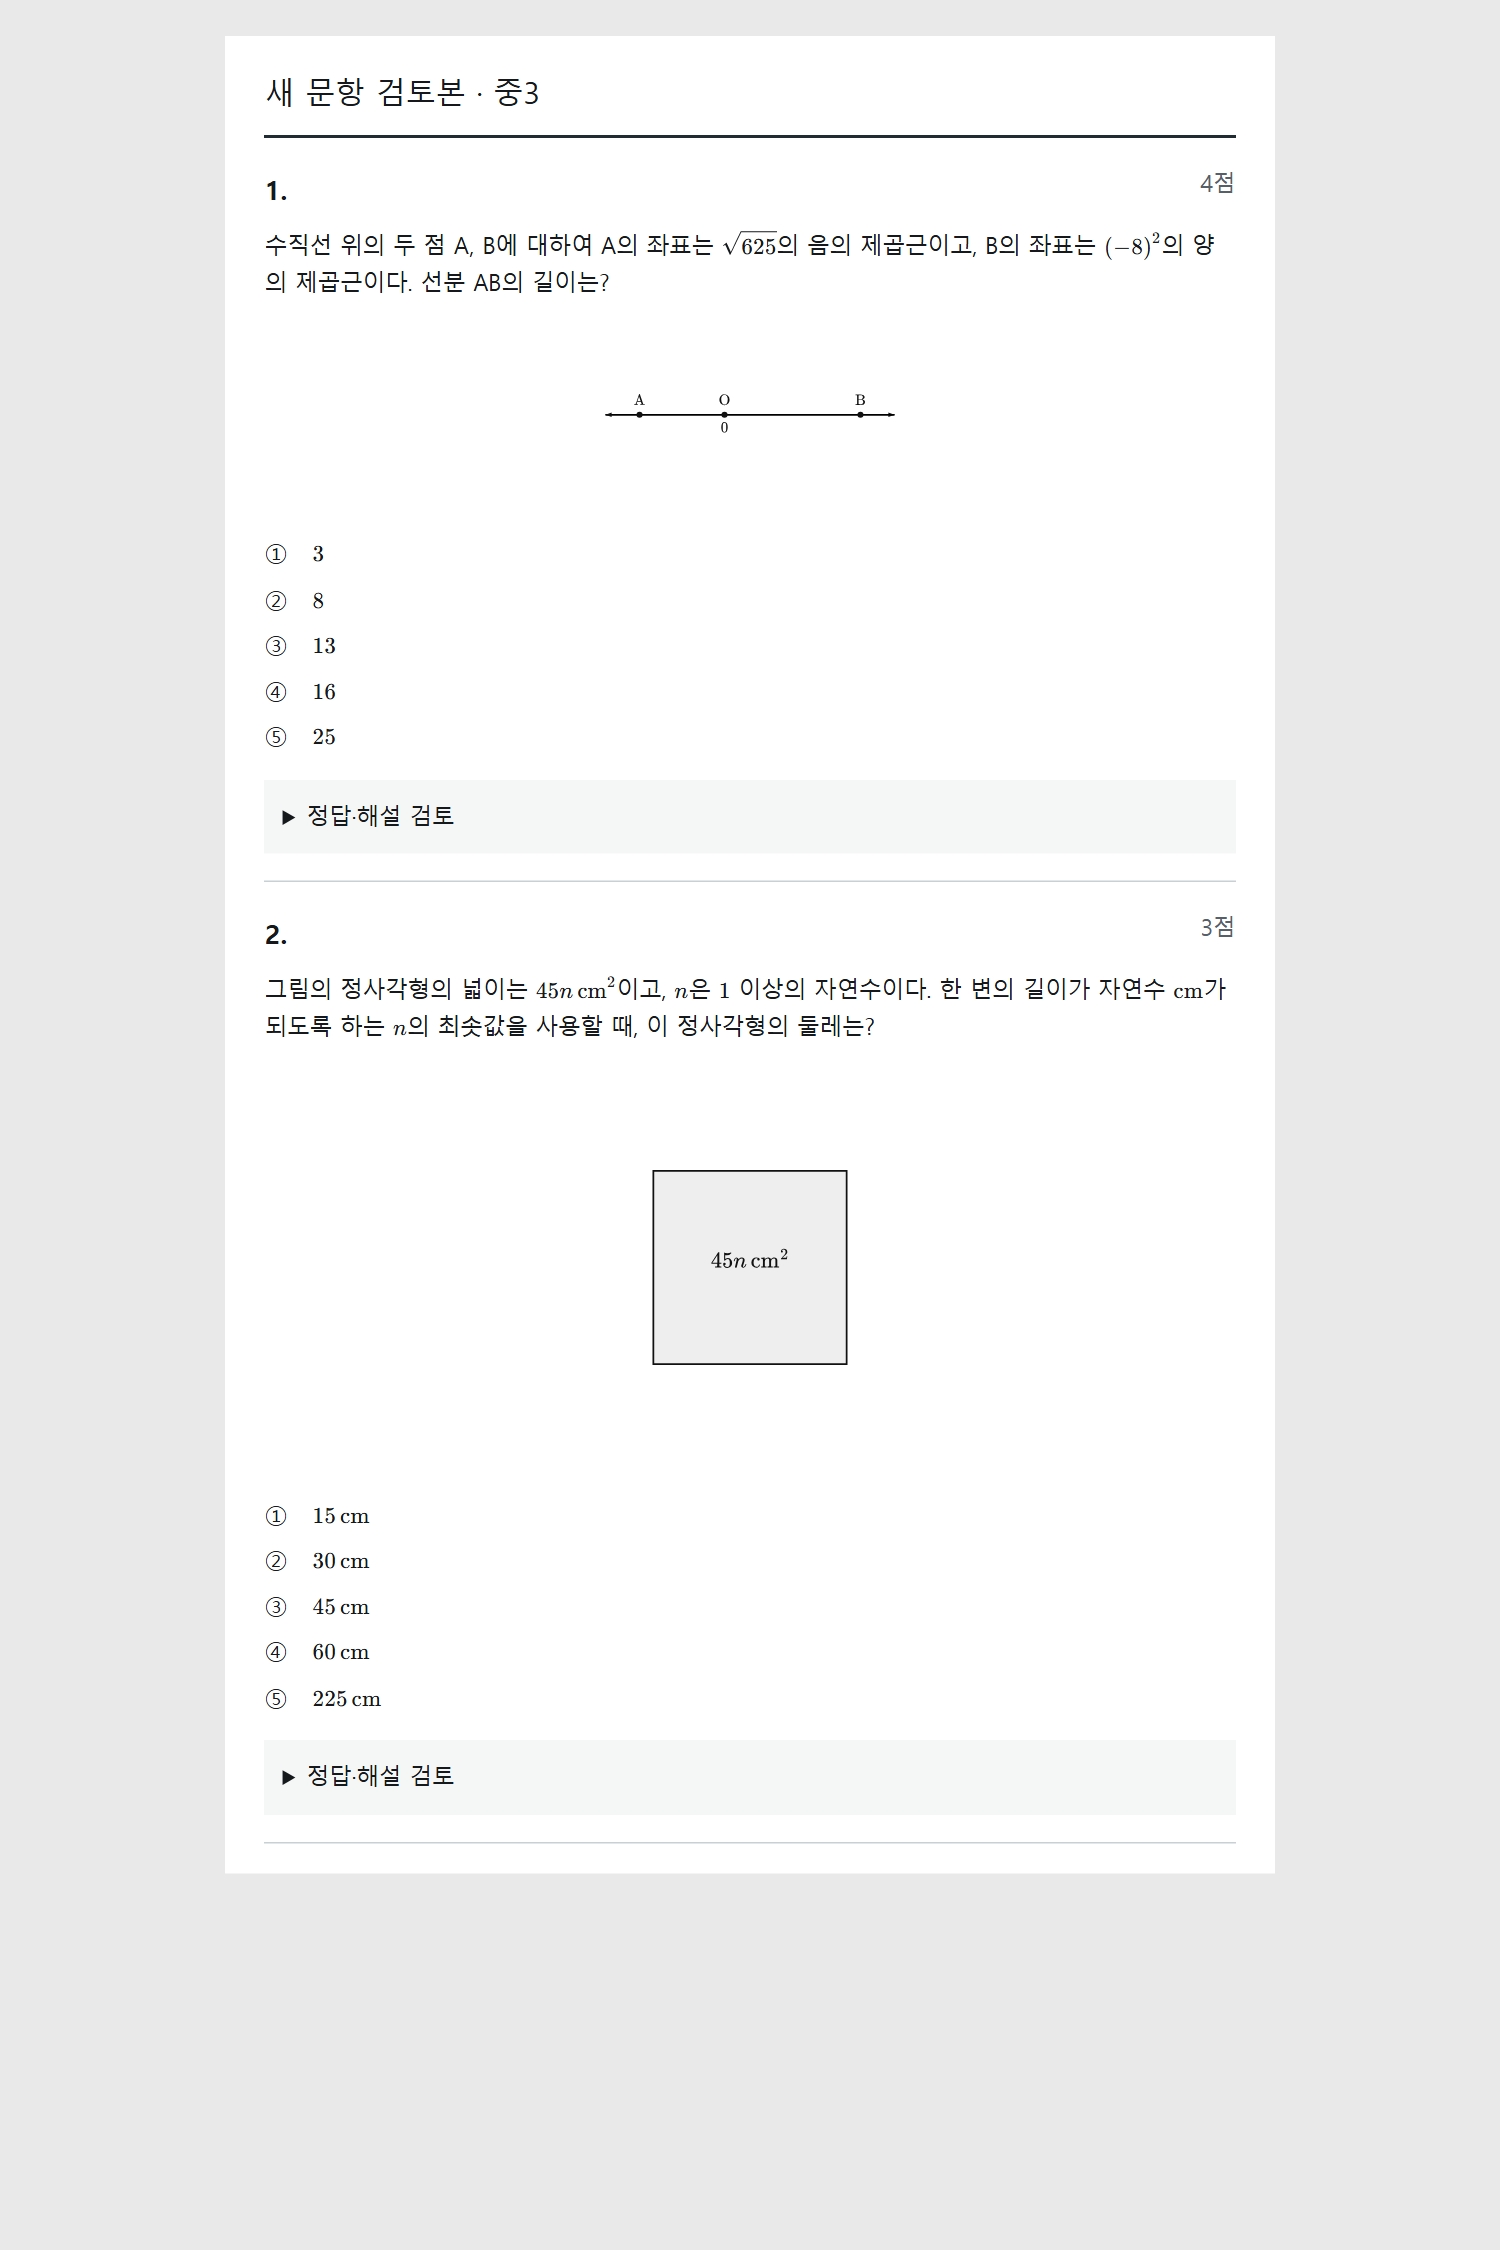 새 문항 검토본 · 중3
1.
4점
수직선 위의 두 점 A, B에 대하여 A의 좌표는 √625의 음의 제곱근이고, B의 좌표는 (−8)²의 양
의 제곱근이다. 선분 AB의 길이는?
A O B
0
① 3
② 8
③ 13
④ 16
⑤ 25
▶ 정답·해설 검토
2.
3점
그림의 정사각형의 넓이는 45n cm²이고, n은 1 이상의 자연수이다. 한 변의 길이가 자연수 cm가
되도록 하는 n의 최솟값을 사용할 때, 이 정사각형의 둘레는?
45n cm²
① 15 cm
② 30 cm
③ 45 cm
④ 60 cm
⑤ 225 cm
▶ 정답·해설 검토